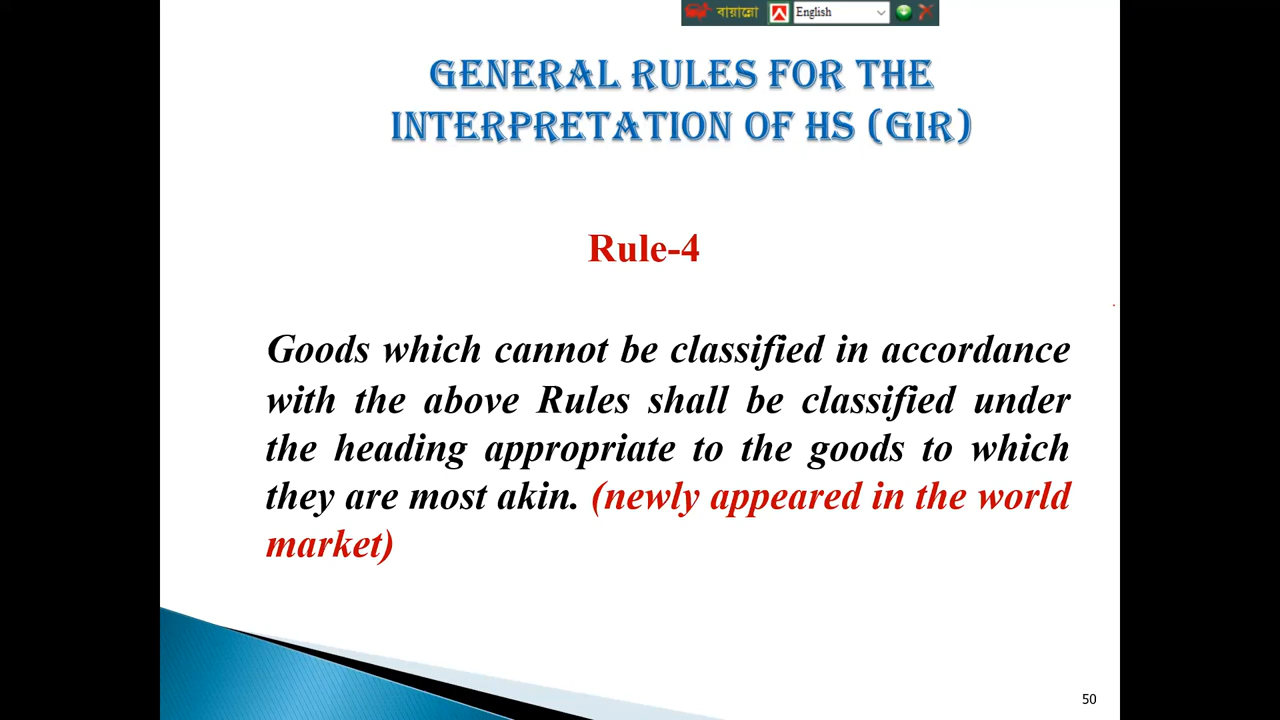 বায়ান্নো English
GENERAL RULES FOR THE
INTERPRETATION OF HS (GIR)
Rule-4
Goods which cannot be classified in accordance
with the above Rules shall be classified under
the heading appropriate to the goods to which
they are most akin. (newly appeared in the world
market)
50